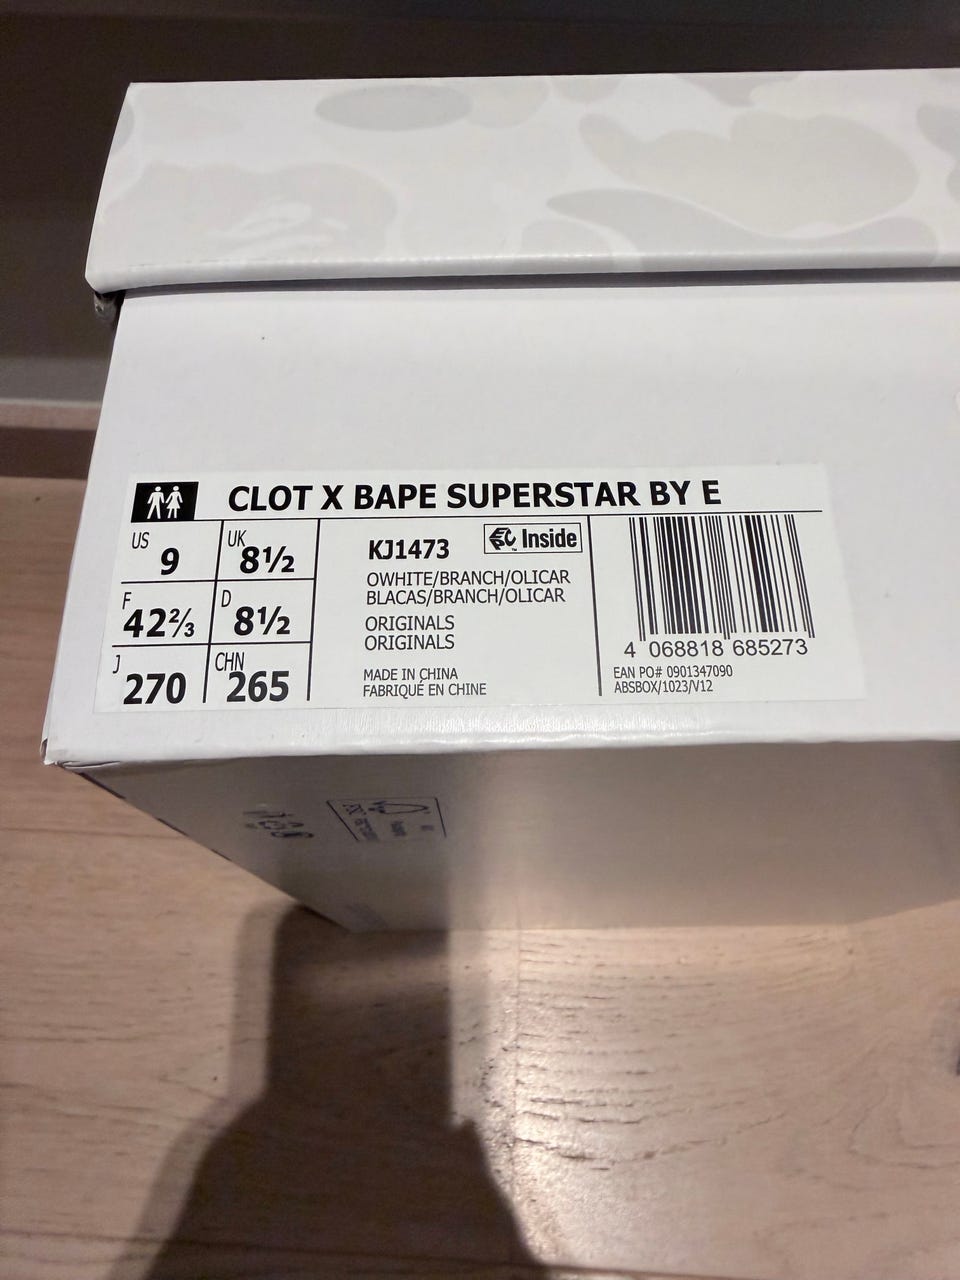 CLOT X BAPE SUPERSTAR BY E
US 9
UK 8½
F 42⅔
D 8½
J 270
CHN 265
KJ1473
Inside
OWHITE/BRANCH/OLICAR
BLACAS/BRANCH/OLICAR
ORIGINALS
ORIGINALS
MADE IN CHINA
FABRIQUÉ EN CHINE
4 068818 685273
EAN PO# 0901347090
ABSBOX/1023/V12